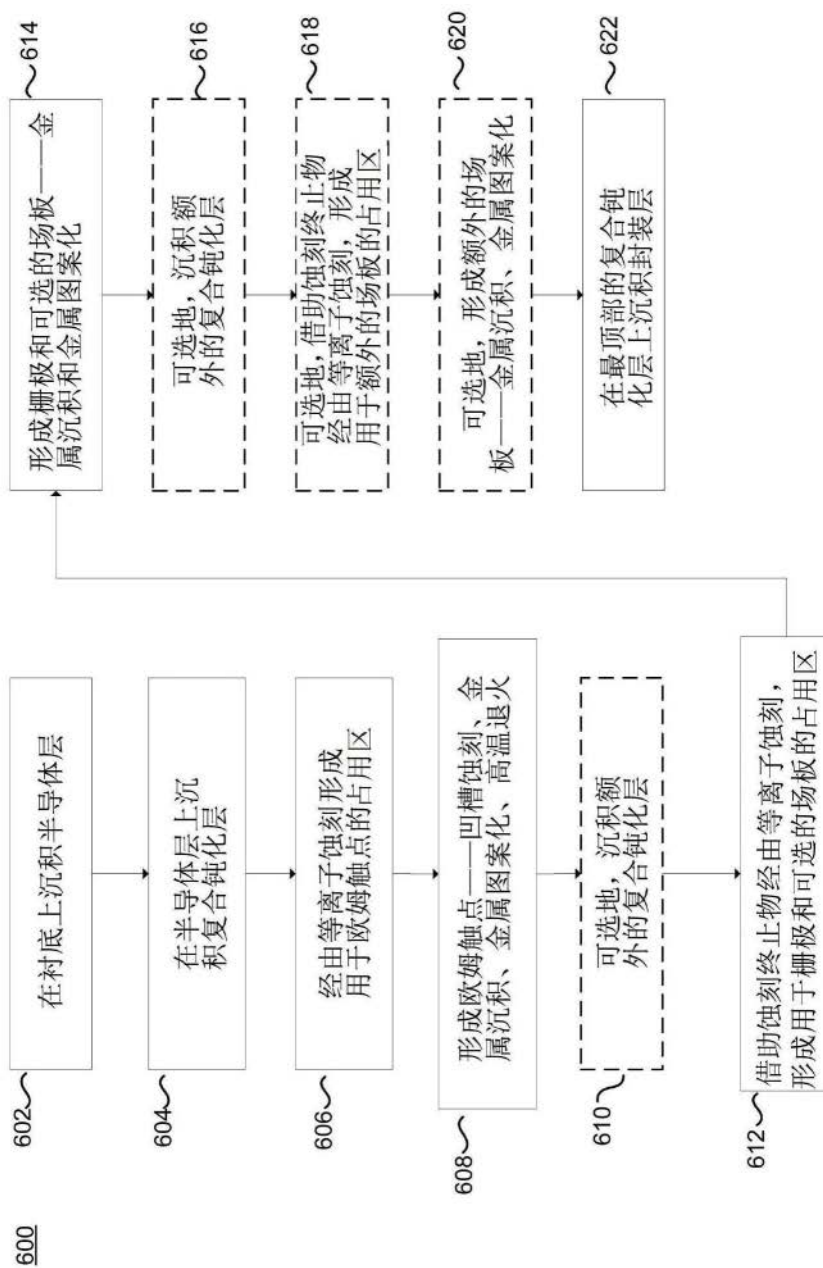 600
602
在衬底上沉积半导体层
604
在半导体层上沉
积复合钝化层
606
经由等离子蚀刻形成
用于欧姆触点的占用区
608
形成欧姆触点——凹槽蚀刻、金
属沉积、金属图案化、高温退火
610
可选地，沉积额
外的复合钝化层
612
借助蚀刻终止物经由等离子蚀刻，
形成用于栅极和可选的场板的占用区
614
形成栅极和可选的场板——金
属沉积和金属图案化
616
可选地，沉积额
外的复合钝化层
618
可选地，借助蚀刻终止物
经由等离子蚀刻，形成
用于额外的场板的占用区
620
可选地，形成额外的场
板——金属沉积、金属图案化
622
在最顶部的复合钝
化层上沉积封装层